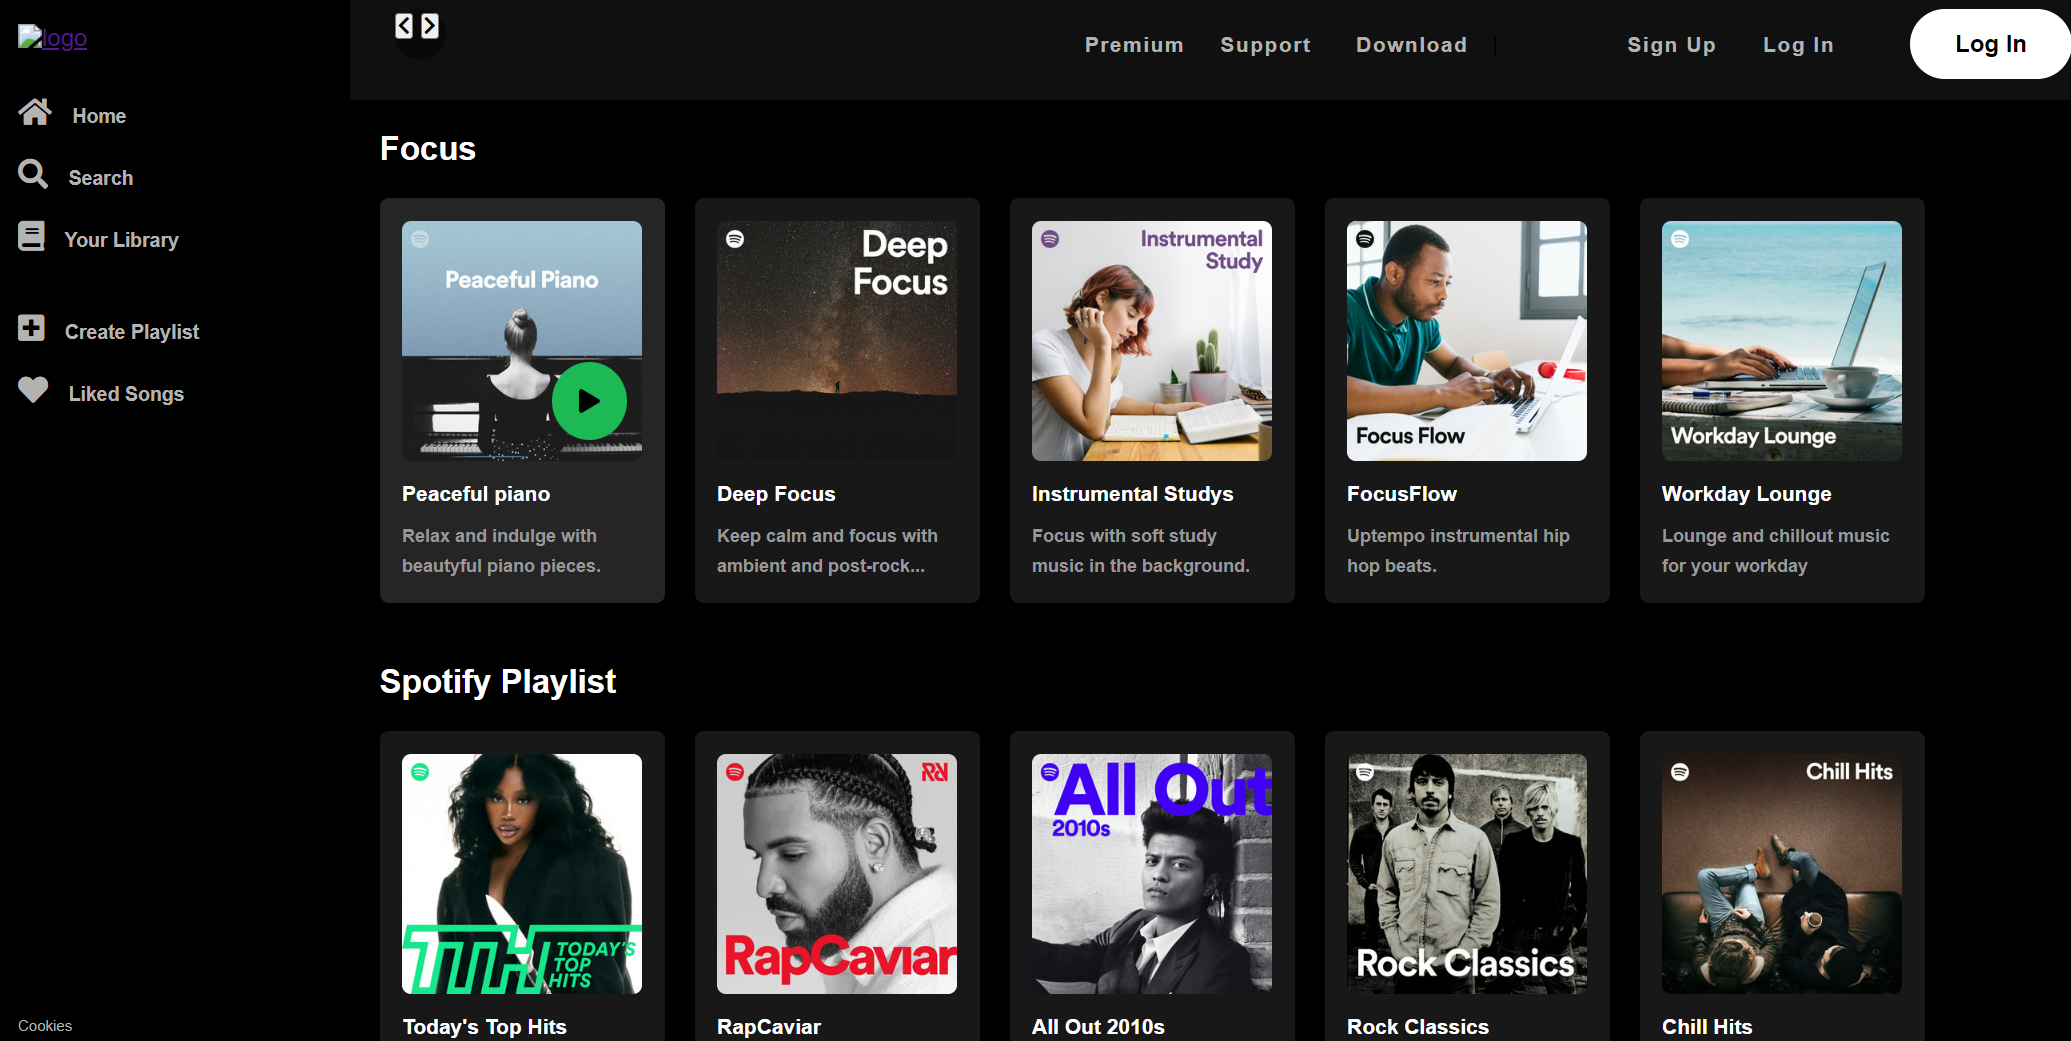 logo
Home
Search
Your Library
Create Playlist
Liked Songs
Cookies
Premium
Support
Download
Sign Up
Log In
Log In
Focus
Peaceful Piano
Peaceful piano
Relax and indulge with
beautyful piano pieces.
Deep
Focus
Deep Focus
Keep calm and focus with
ambient and post-rock...
Instrumental
Study
Instrumental Studys
Focus with soft study
music in the background.
Focus Flow
FocusFlow
Uptempo instrumental hip
hop beats.
Workday Lounge
Workday Lounge
Lounge and chillout music
for your workday
Spotify Playlist
TTH
TODAY'S
TOP
HITS
Today's Top Hits
RapCaviar
RapCaviar
All Out
2010s
All Out 2010s
Rock Classics
Rock Classics
Chill Hits
Chill Hits